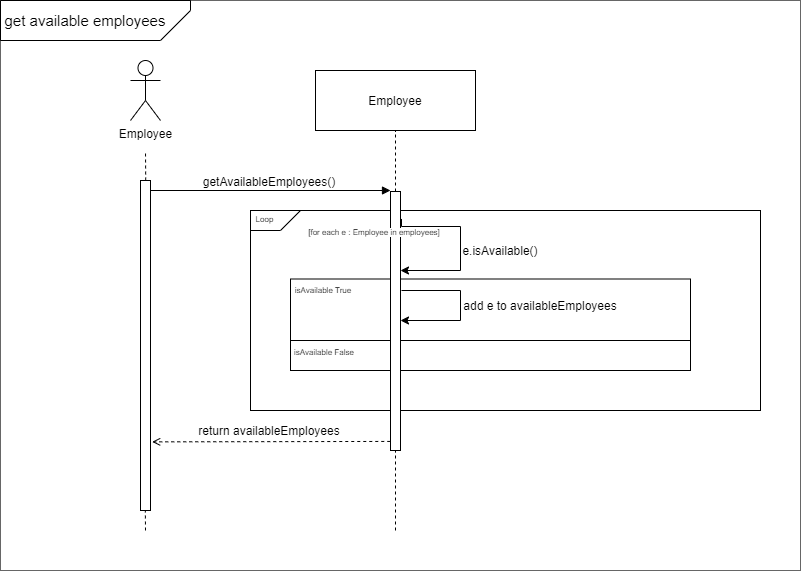 get available employees
Employee
Employee
getAvailableEmployees()
Loop
[for each e : Employee in employees]
e.isAvailable()
isAvailable True
add e to availableEmployees
isAvailable False
return availableEmployees